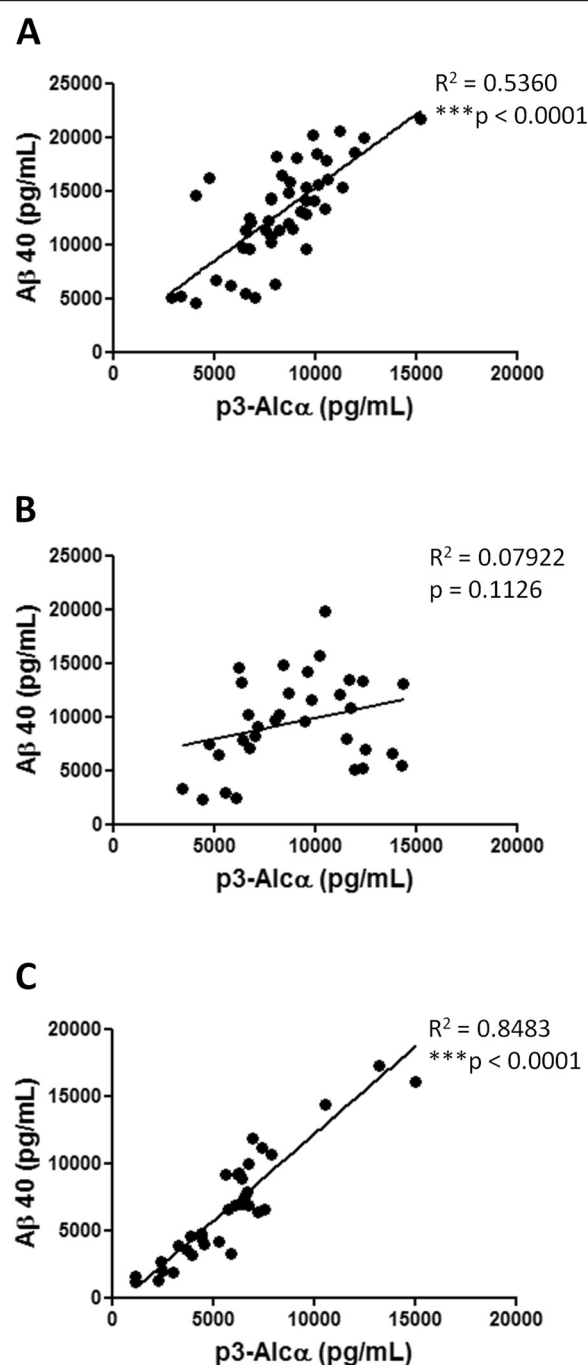 A
R² = 0.5360
***p < 0.0001
25000
20000
15000
10000
5000
0
Aβ 40 (pg/mL)
0 5000 10000 15000 20000
p3-Alcα (pg/mL)
B
R² = 0.07922
p = 0.1126
25000
20000
15000
10000
5000
0
Aβ 40 (pg/mL)
0 5000 10000 15000 20000
p3-Alcα (pg/mL)
C
R² = 0.8483
***p < 0.0001
20000
15000
10000
5000
0
Aβ 40 (pg/mL)
0 5000 10000 15000 20000
p3-Alcα (pg/mL)